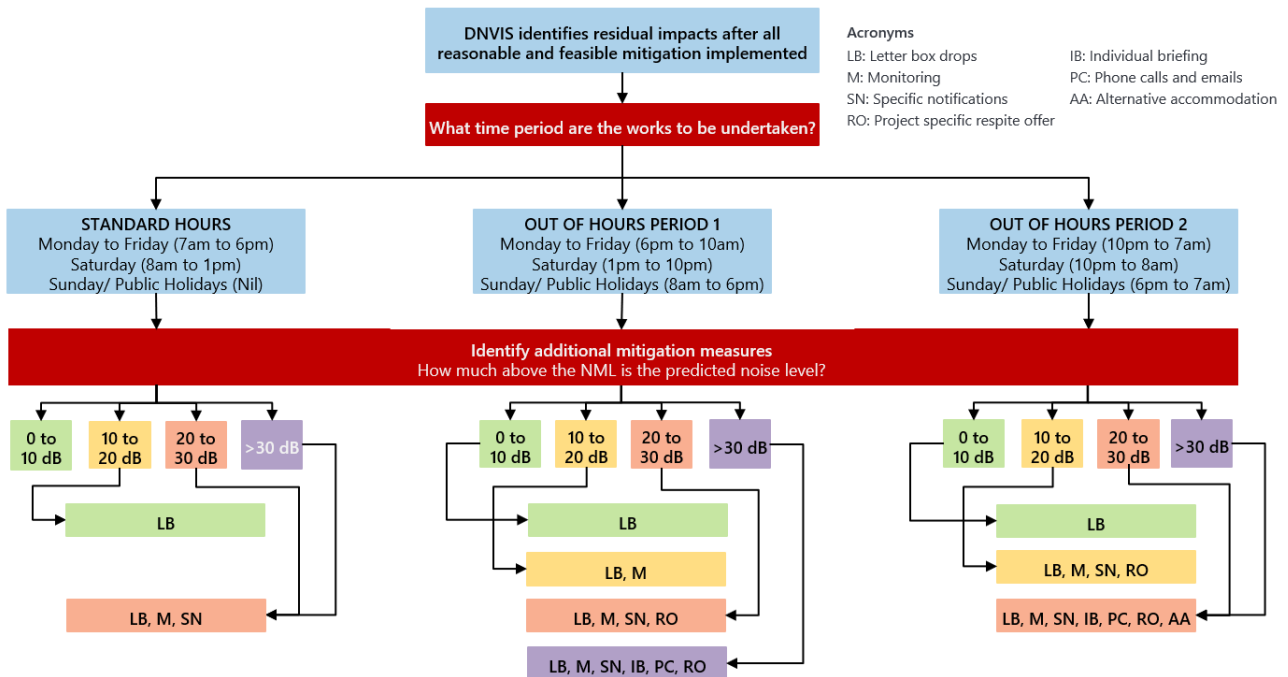 DNVIS identifies residual impacts after all
reasonable and feasible mitigation implemented
Acronyms
LB: Letter box drops
IB: Individual briefing
M: Monitoring
PC: Phone calls and emails
SN: Specific notifications
AA: Alternative accommodation
RO: Project specific respite offer
What time period are the works to be undertaken?
STANDARD HOURS
Monday to Friday (7am to 6pm)
Saturday (8am to 1pm)
Sunday/ Public Holidays (Nil)
OUT OF HOURS PERIOD 1
Monday to Friday (6pm to 10am)
Saturday (1pm to 10pm)
Sunday/ Public Holidays (8am to 6pm)
OUT OF HOURS PERIOD 2
Monday to Friday (10pm to 7am)
Saturday (10pm to 8am)
Sunday/ Public Holidays (6pm to 7am)
Identify additional mitigation measures
How much above the NML is the predicted noise level?
0 to
10 dB
10 to
20 dB
20 to
30 dB
>30 dB
0 to
10 dB
10 to
20 dB
20 to
30 dB
>30 dB
0 to
10 dB
10 to
20 dB
20 to
30 dB
>30 dB
LB
LB, M, SN
LB
LB, M
LB, M, SN, RO
LB, M, SN, IB, PC, RO
LB
LB, M, SN, RO
LB, M, SN, IB, PC, RO, AA